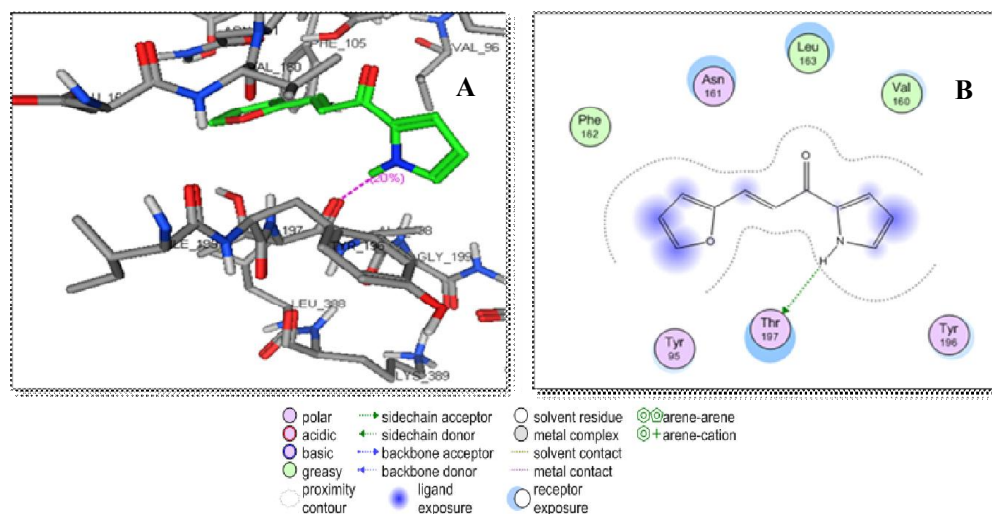 A
PHE_105
VAL_96
(20%)
GLY_199
LEU_388
LYS_389
B
Leu
163
Asn
161
Val
160
Phe
162
O
O
N
H
Thr
197
Tyr
95
Tyr
196
polar
acidic
basic
greasy
proximity
contour
sidechain acceptor
sidechain donor
backbone acceptor
backbone donor
ligand
exposure
solvent residue
metal complex
solvent contact
metal contact
receptor
exposure
arene-arene
arene-cation